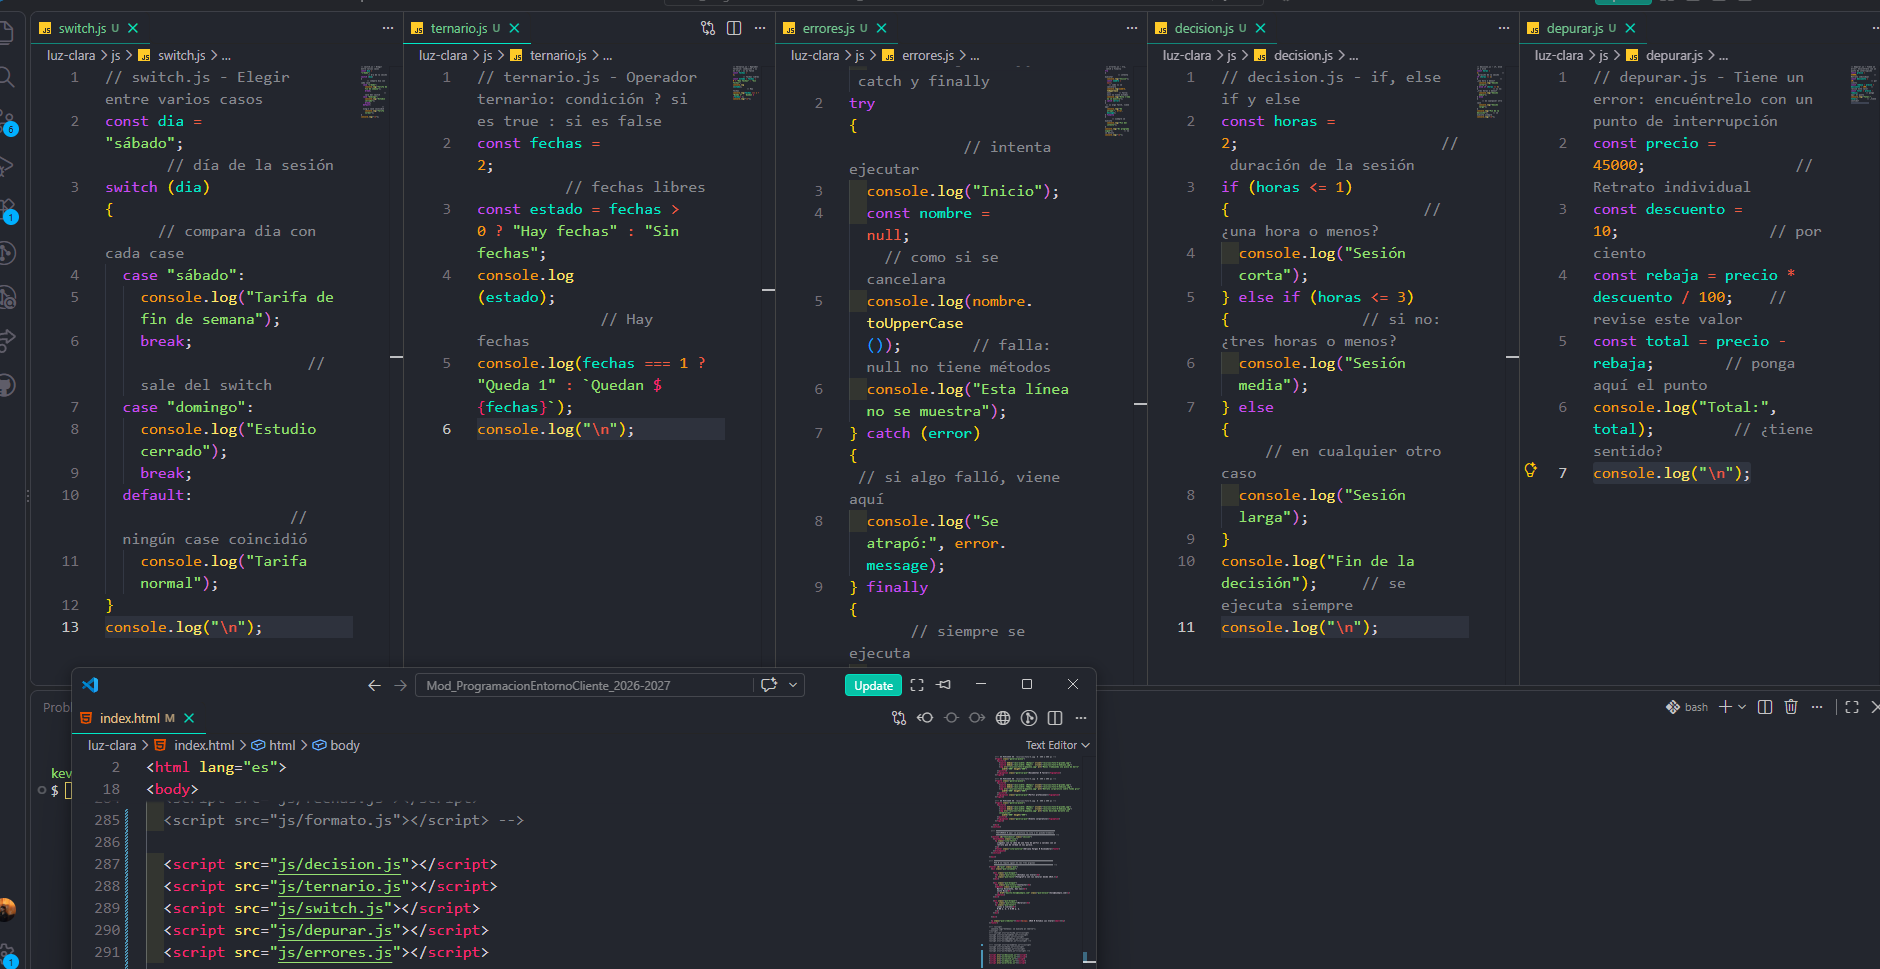 switch.js U
luz-clara > js > switch.js > ...
1 // switch.js - Elegir
entre varios casos
2 const dia =
"sábado";
// día de la sesión
3 switch (dia)
{
// compara dia con
cada case
4 case "sábado":
5 console.log("Tarifa de
fin de semana");
6 break;
//
sale del switch
7 case "domingo":
8 console.log("Estudio
cerrado");
9 break;
10 default:
//
ningún case coincidió
11 console.log("Tarifa
normal");
12 }
13 console.log("\n");
ternario.js U
luz-clara > js > ternario.js > ...
1 // ternario.js - Operador
ternario: condición ? si
es true : si es false
2 const fechas =
2;
// fechas libres
3 const estado = fechas >
0 ? "Hay fechas" : "Sin
fechas";
4 console.log
(estado);
// Hay
fechas
5 console.log(fechas === 1 ?
"Queda 1" : `Quedan $
{fechas}`);
6 console.log("\n");
errores.js U
luz-clara > js > errores.js > ...
catch y finally
2 try
{
// intenta
ejecutar
3 console.log("Inicio");
4 const nombre =
null;
// como si se
cancelara
5 console.log(nombre.
toUpperCase
()); // falla:
null no tiene métodos
6 console.log("Esta línea
no se muestra");
7 } catch (error)
{
// si algo falló, viene
aquí
8 console.log("Se
atrapó:", error.
message);
9 } finally
{
// siempre se
ejecuta
decision.js U
luz-clara > js > decision.js > ...
1 // decision.js - if, else
if y else
2 const horas =
2; //
duración de la sesión
3 if (horas <= 1)
{ //
¿una hora o menos?
4 console.log("Sesión
corta");
5 } else if (horas <= 3)
{ // si no:
¿tres horas o menos?
6 console.log("Sesión
media");
7 } else
{
// en cualquier otro
caso
8 console.log("Sesión
larga");
9 }
10 console.log("Fin de la
decisión"); // se
ejecuta siempre
11 console.log("\n");
depurar.js U
luz-clara > js > depurar.js > ...
1 // depurar.js - Tiene un
error: encuéntrelo con un
punto de interrupción
2 const precio =
45000; //
Retrato individual
3 const descuento =
10; // por
ciento
4 const rebaja = precio *
descuento / 100; //
revise este valor
5 const total = precio -
rebaja; // ponga
aquí el punto
6 console.log("Total:",
total); // ¿tiene
sentido?
7 console.log("\n");
bash
$
Mod_ProgramacionEntornoCliente_2026-2027
Update
index.html M
luz-clara > index.html > html > body
Text Editor
2 <html lang="es">
18 <body>
285 <script src="js/formato.js"></script> -->
286
287 <script src="js/decision.js"></script>
288 <script src="js/ternario.js"></script>
289 <script src="js/switch.js"></script>
290 <script src="js/depurar.js"></script>
291 <script src="js/errores.js"></script>